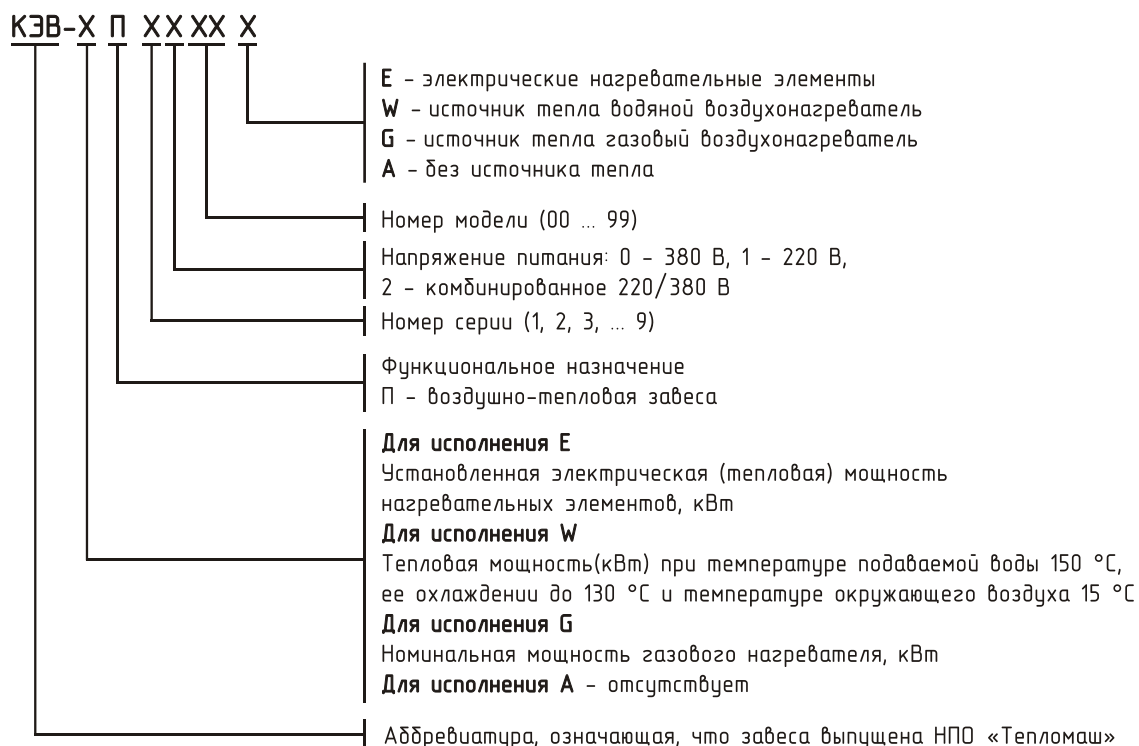 КЭВ-Х П ХХ ХХ Х
E – электрические нагревательные элементы
W – источник тепла водяной воздухонагреватель
G – источник тепла газовый воздухонагреватель
A – без источника тепла
Номер модели (00 ... 99)
Напряжение питания: 0 – 380 В, 1 – 220 В,
2 – комбинированное 220/380 В
Номер серии (1, 2, 3, ... 9)
Функциональное назначение
П – воздушно-тепловая завеса
Для исполнения E
Установленная электрическая (тепловая) мощность
нагревательных элементов, кВт
Для исполнения W
Тепловая мощность(кВт) при температуре подаваемой воды 150 °С,
ее охлаждении до 130 °С и температуре окружающего воздуха 15 °С
Для исполнения G
Номинальная мощность газового нагревателя, кВт
Для исполнения A – отсутствует
Аббревиатура, означающая, что завеса выпущена НПО «Тепломаш»